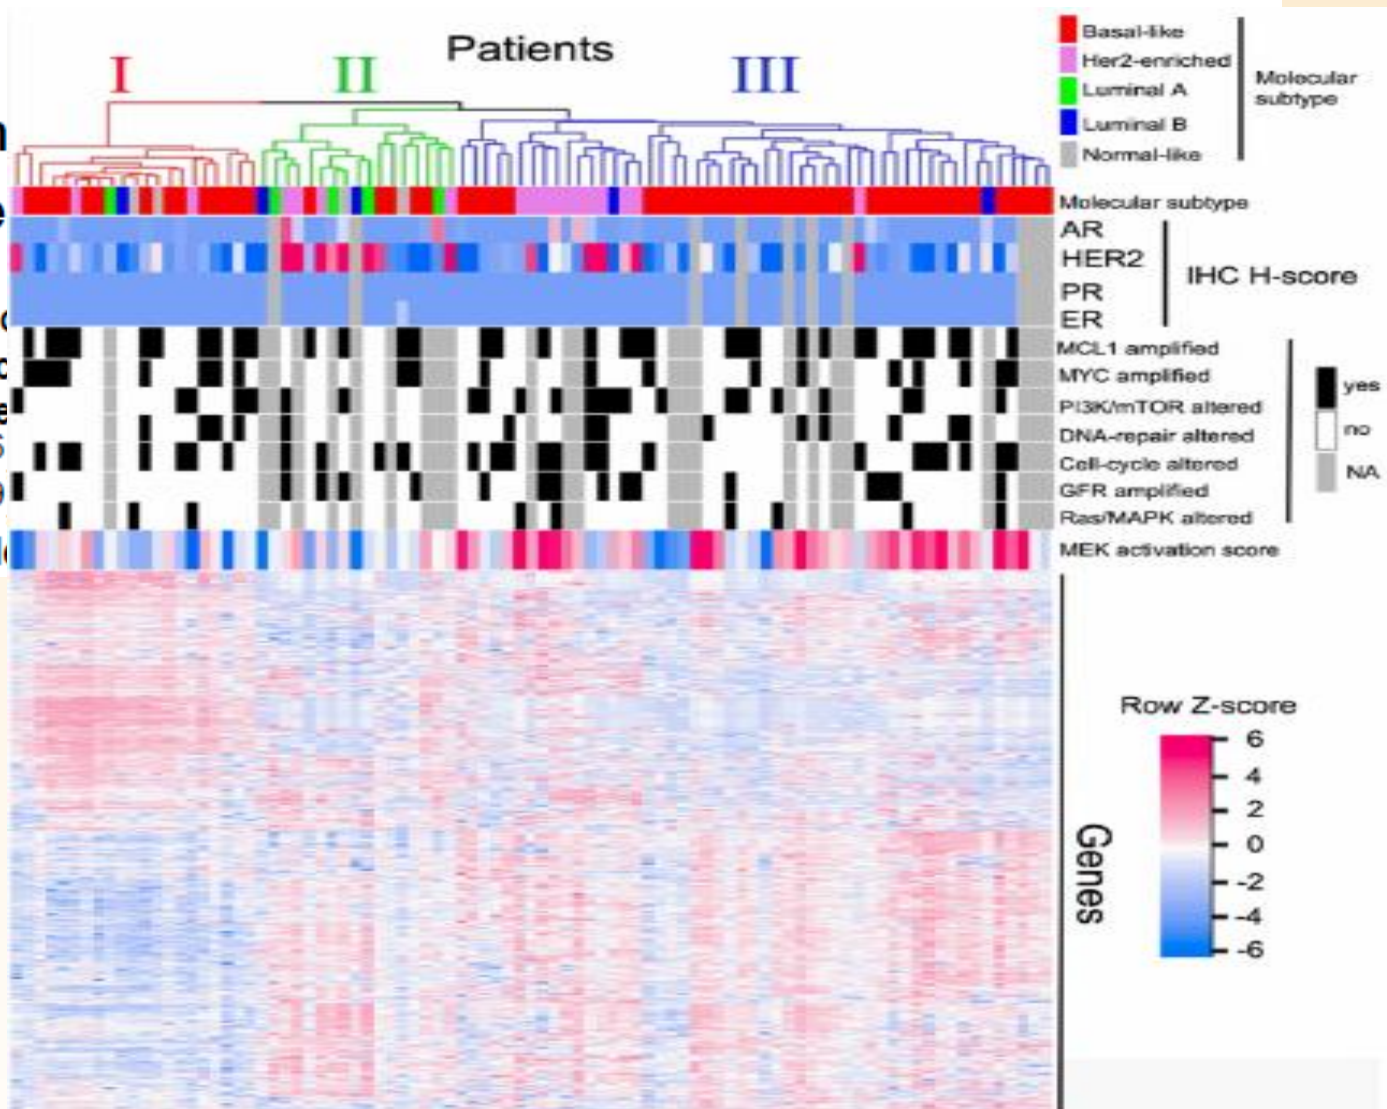 Patients
I
II
III
Basal-like
Her2-enriched
Luminal A
Luminal B
Normal-like
Molecular
subtype
Molecular subtype
AR
HER2
PR
ER
IHC H-score
MCL1 amplified
MYC amplified
PI3K/mTOR altered
DNA-repair altered
Cell-cycle altered
GFR amplified
Ras/MAPK altered
yes
no
NA
MEK activation score
Row Z-score
6
4
2
0
-2
-4
-6
Genes